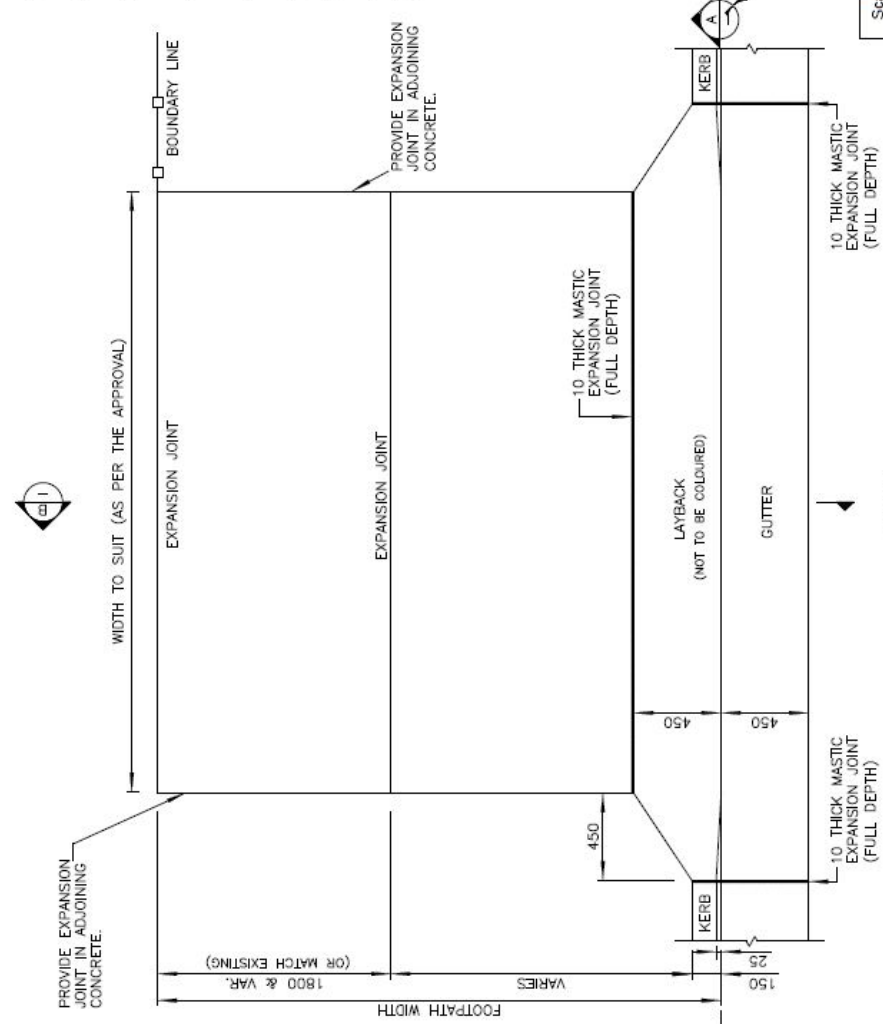 B
–
WIDTH TO SUIT (AS PER THE APPROVAL)
BOUNDARY LINE
EXPANSION JOINT
PROVIDE EXPANSION
JOINT IN ADJOINING
CONCRETE.
PROVIDE EXPANSION
JOINT IN ADJOINING
CONCRETE.
EXPANSION JOINT
10 THICK MASTIC
EXPANSION JOINT
(FULL DEPTH)
1800 & VAR.
(OR MATCH EXISTING)
VARIES
FOOTPATH WIDTH
450
450
450
LAYBACK
(NOT TO BE COLOURED)
GUTTER
KERB
KERB
25
150
10 THICK MASTIC
EXPANSION JOINT
(FULL DEPTH)
10 THICK MASTIC
EXPANSION JOINT
(FULL DEPTH)
A
–